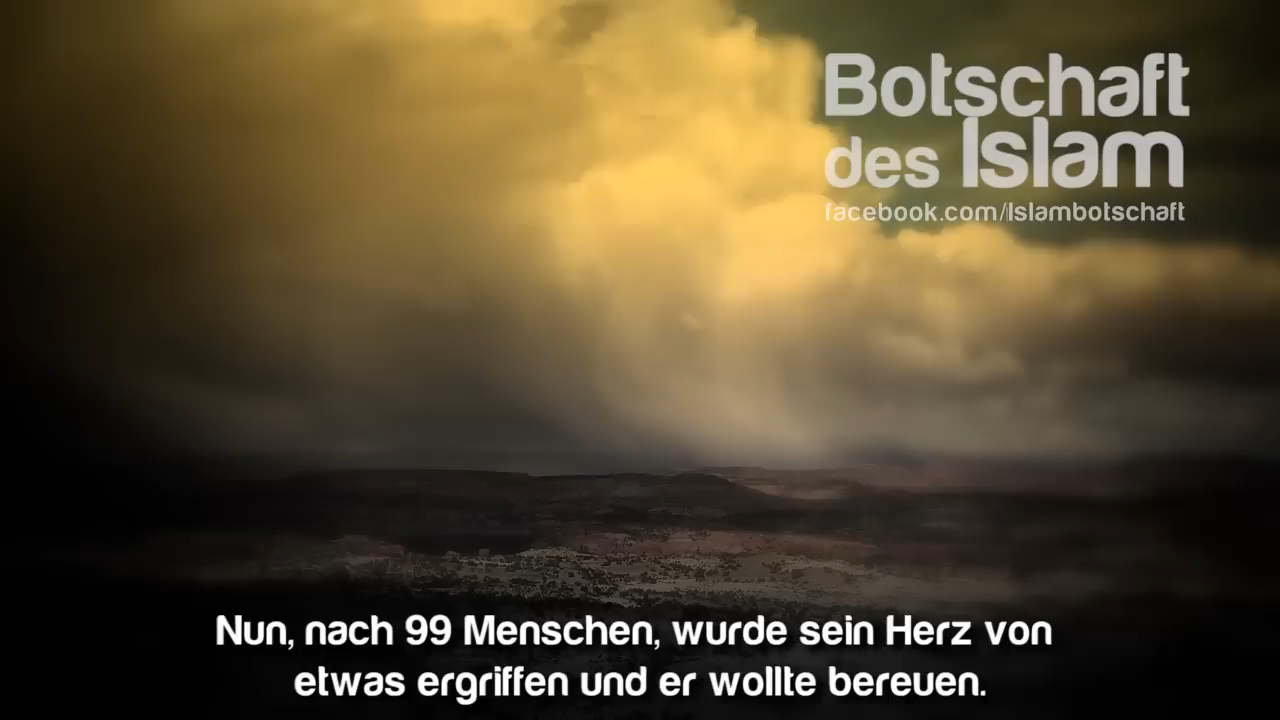 Botschaft
des Islam
facebook.com/Islambotschaft
Nun, nach 99 Menschen, wurde sein Herz von
etwas ergriffen und er wollte bereuen.